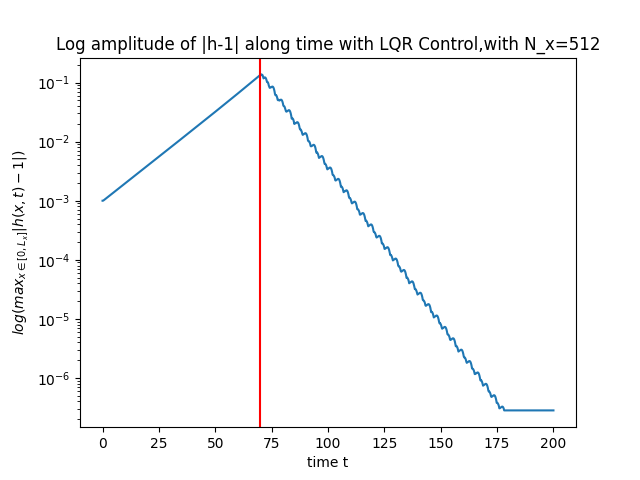 Log amplitude of |h-1| along time with LQR Control,with N_x=512
log(max_{x∈[0,L_x]}|h(x, t) − 1|)
10^{-1}
10^{-2}
10^{-3}
10^{-4}
10^{-5}
10^{-6}
0 25 50 75 100 125 150 175 200
time t